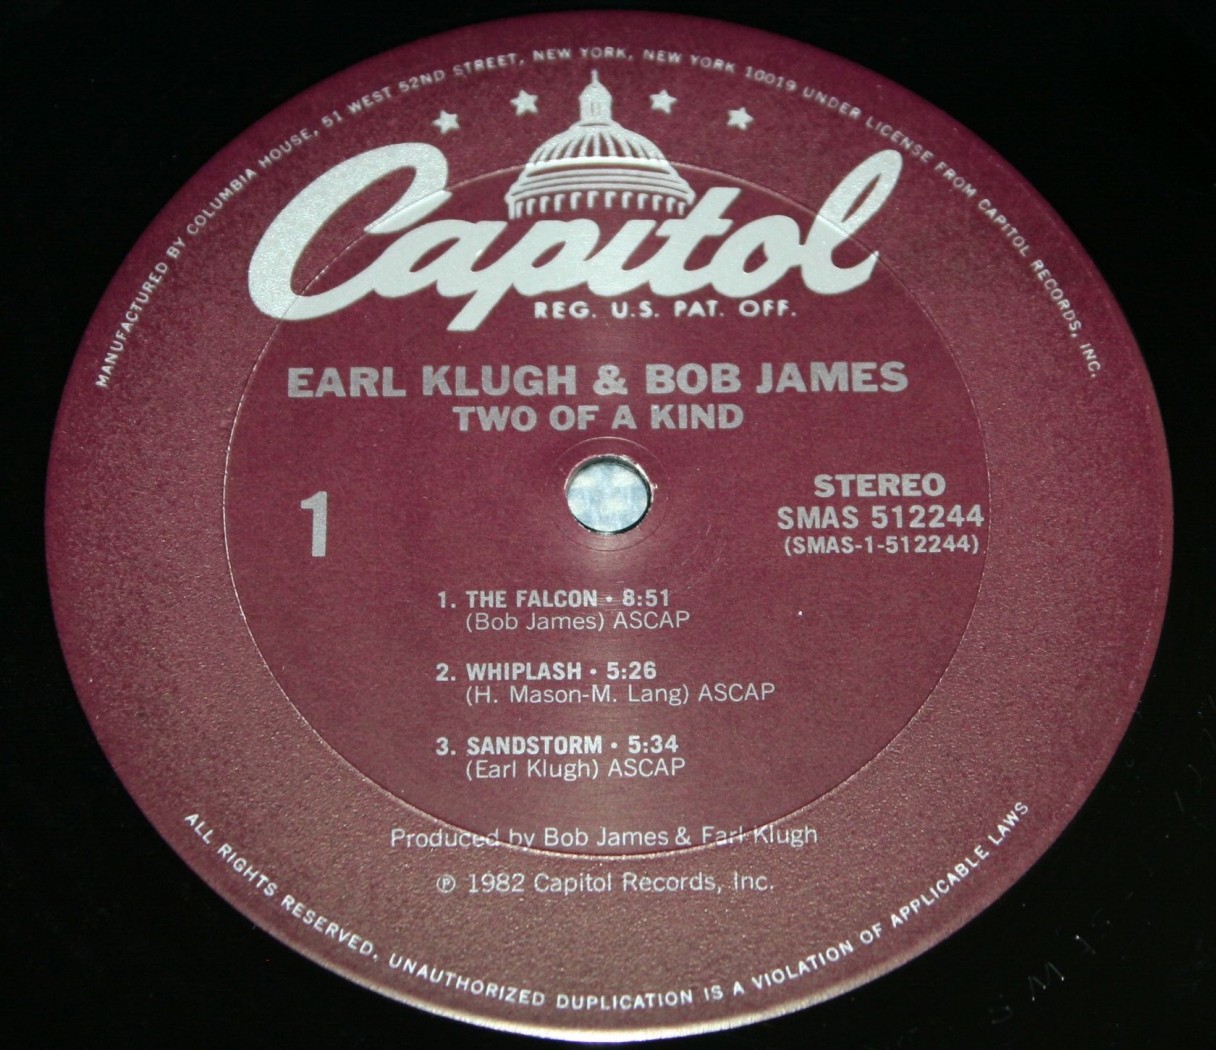 MANUFACTURED BY COLUMBIA HOUSE, 51 WEST 52ND STREET, NEW YORK, NEW YORK 10019 UNDER LICENSE FROM CAPITOL RECORDS, INC.
Capitol
REG. U.S. PAT. OFF.
EARL KLUGH & BOB JAMES
TWO OF A KIND
1
STEREO
SMAS 512244
(SMAS-1-512244)
1. THE FALCON • 8:51
(Bob James) ASCAP
2. WHIPLASH • 5:26
(H. Mason-M. Lang) ASCAP
3. SANDSTORM • 5:34
(Earl Klugh) ASCAP
Produced by Bob James & Earl Klugh
℗ 1982 Capitol Records, Inc.
ALL RIGHTS RESERVED. UNAUTHORIZED DUPLICATION IS A VIOLATION OF APPLICABLE LAWS